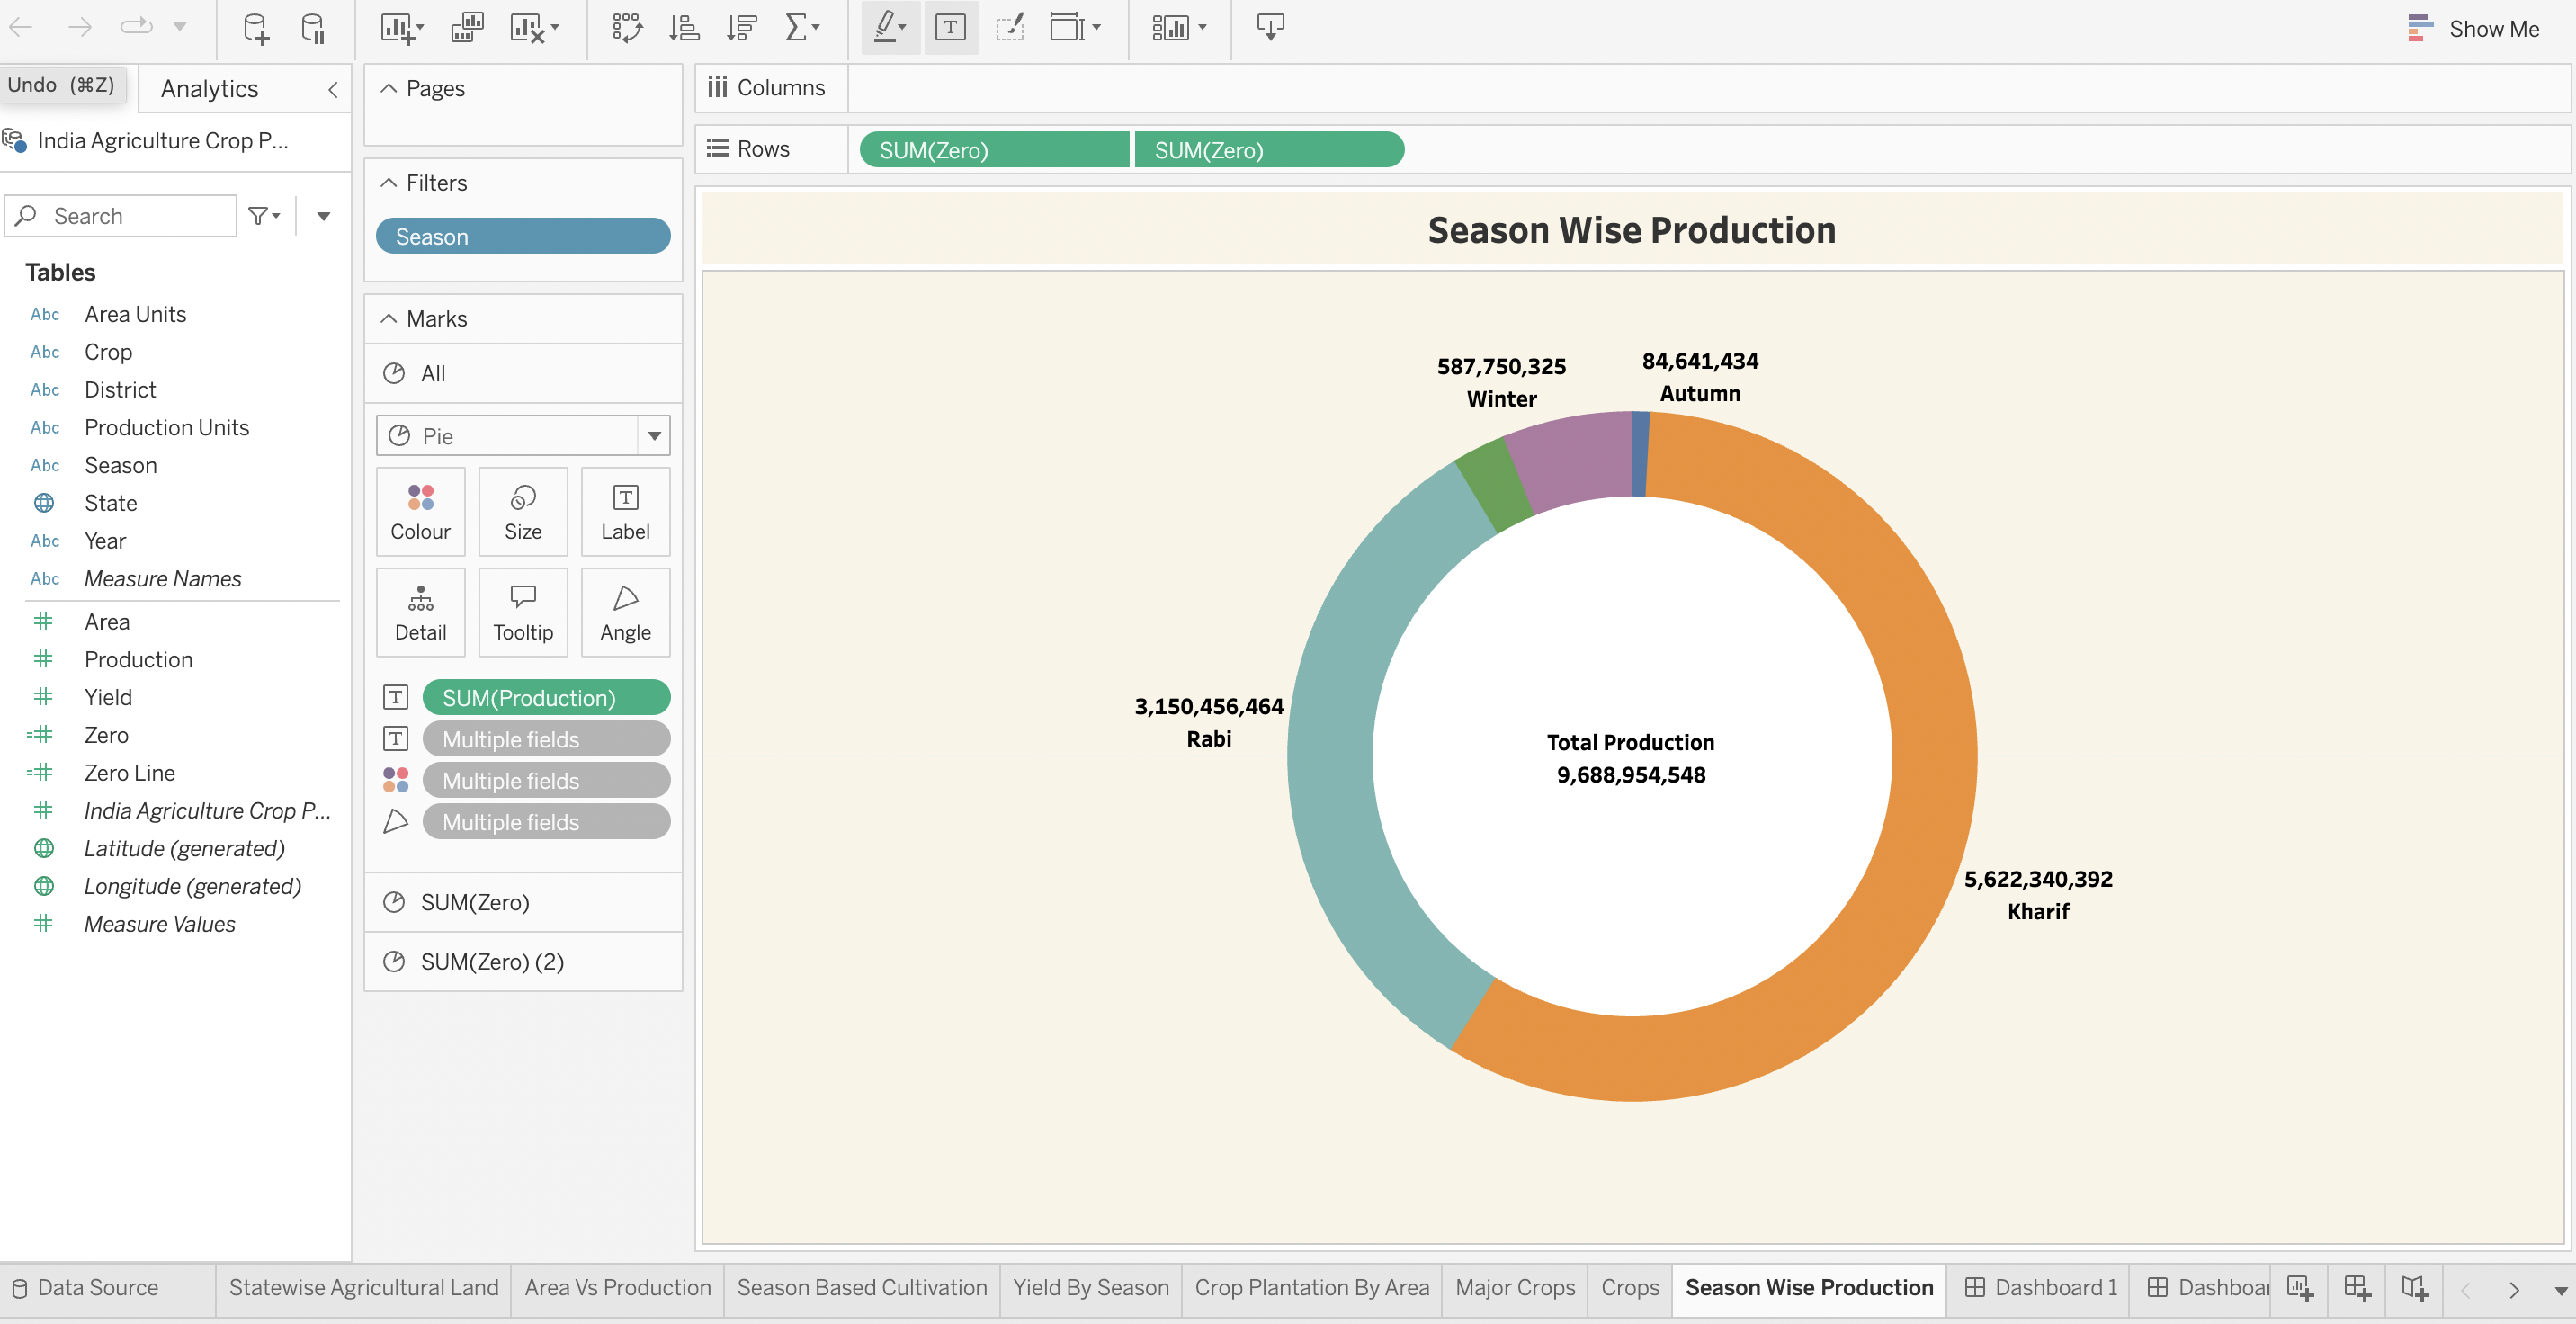 Show Me
Undo (⌘Z)
Analytics
India Agriculture Crop P...
Search
Tables
Abc Area Units
Abc Crop
Abc District
Abc Production Units
Abc Season
State
Abc Year
Abc Measure Names
# Area
# Production
# Yield
=# Zero
=# Zero Line
# India Agriculture Crop P...
Latitude (generated)
Longitude (generated)
# Measure Values
Pages
Filters
Season
Marks
All
Pie
Colour Size Label
Detail Tooltip Angle
SUM(Production)
Multiple fields
Multiple fields
Multiple fields
SUM(Zero)
SUM(Zero) (2)
Columns
Rows SUM(Zero) SUM(Zero)
Season Wise Production
587,750,325
Winter
84,641,434
Autumn
3,150,456,464
Rabi
Total Production
9,688,954,548
5,622,340,392
Kharif
Data Source Statewise Agricultural Land Area Vs Production Season Based Cultivation Yield By Season Crop Plantation By Area Major Crops Crops Season Wise Production Dashboard 1 Dashboa